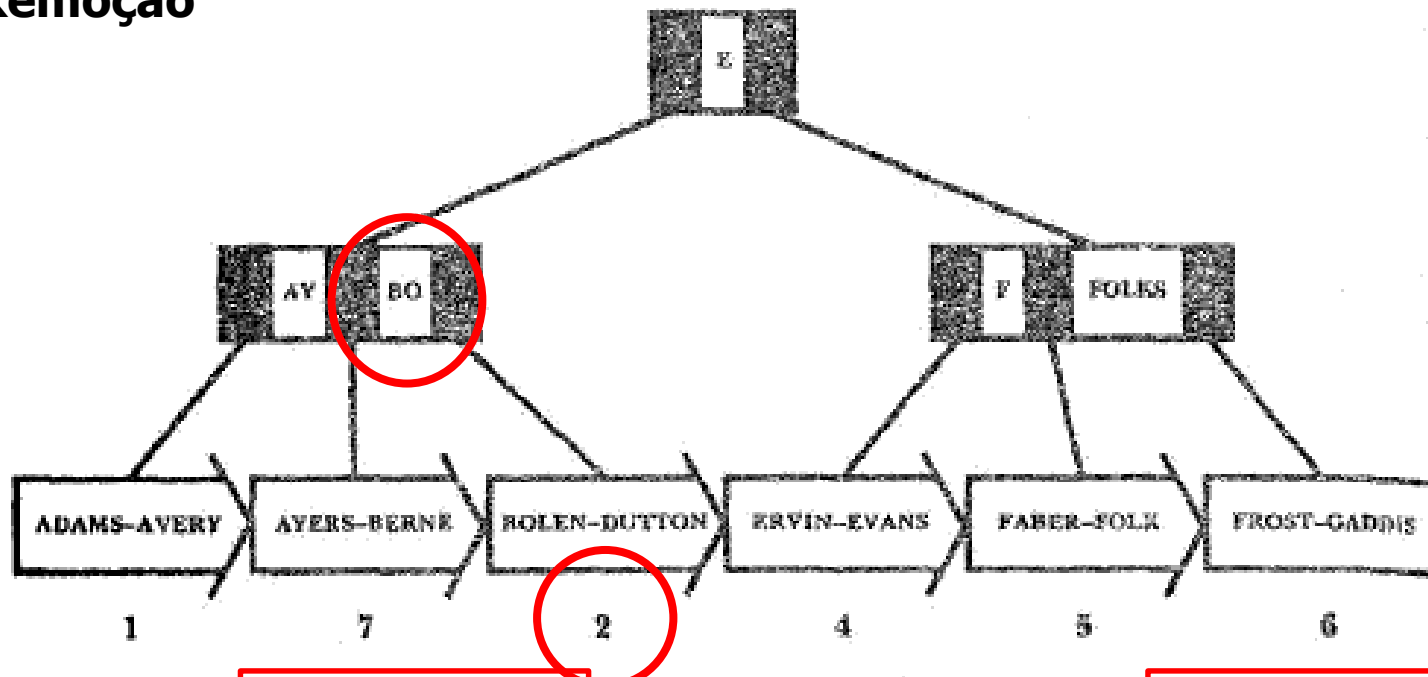 Remoção
E
AY BO F FOLKS
ADAMS-AVERY AYERS-BERNE BOLEN-DUTTON ERVIN-EVANS FABER-FOLK FROST-GADDIS
1 7 2 4 5 6